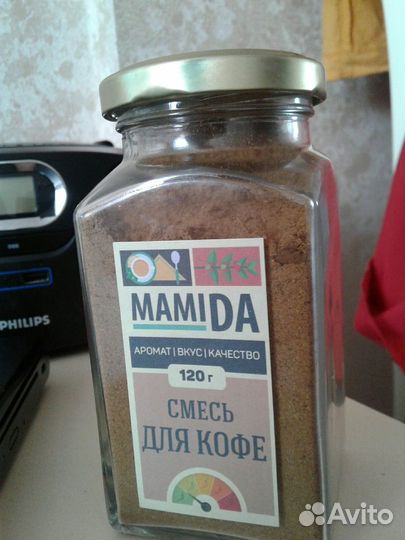 PHILIPS
MAMIDA
АРОМАТ|ВКУС|КАЧЕСТВО
120 г
СМЕСЬ
ДЛЯ КОФЕ
Avito